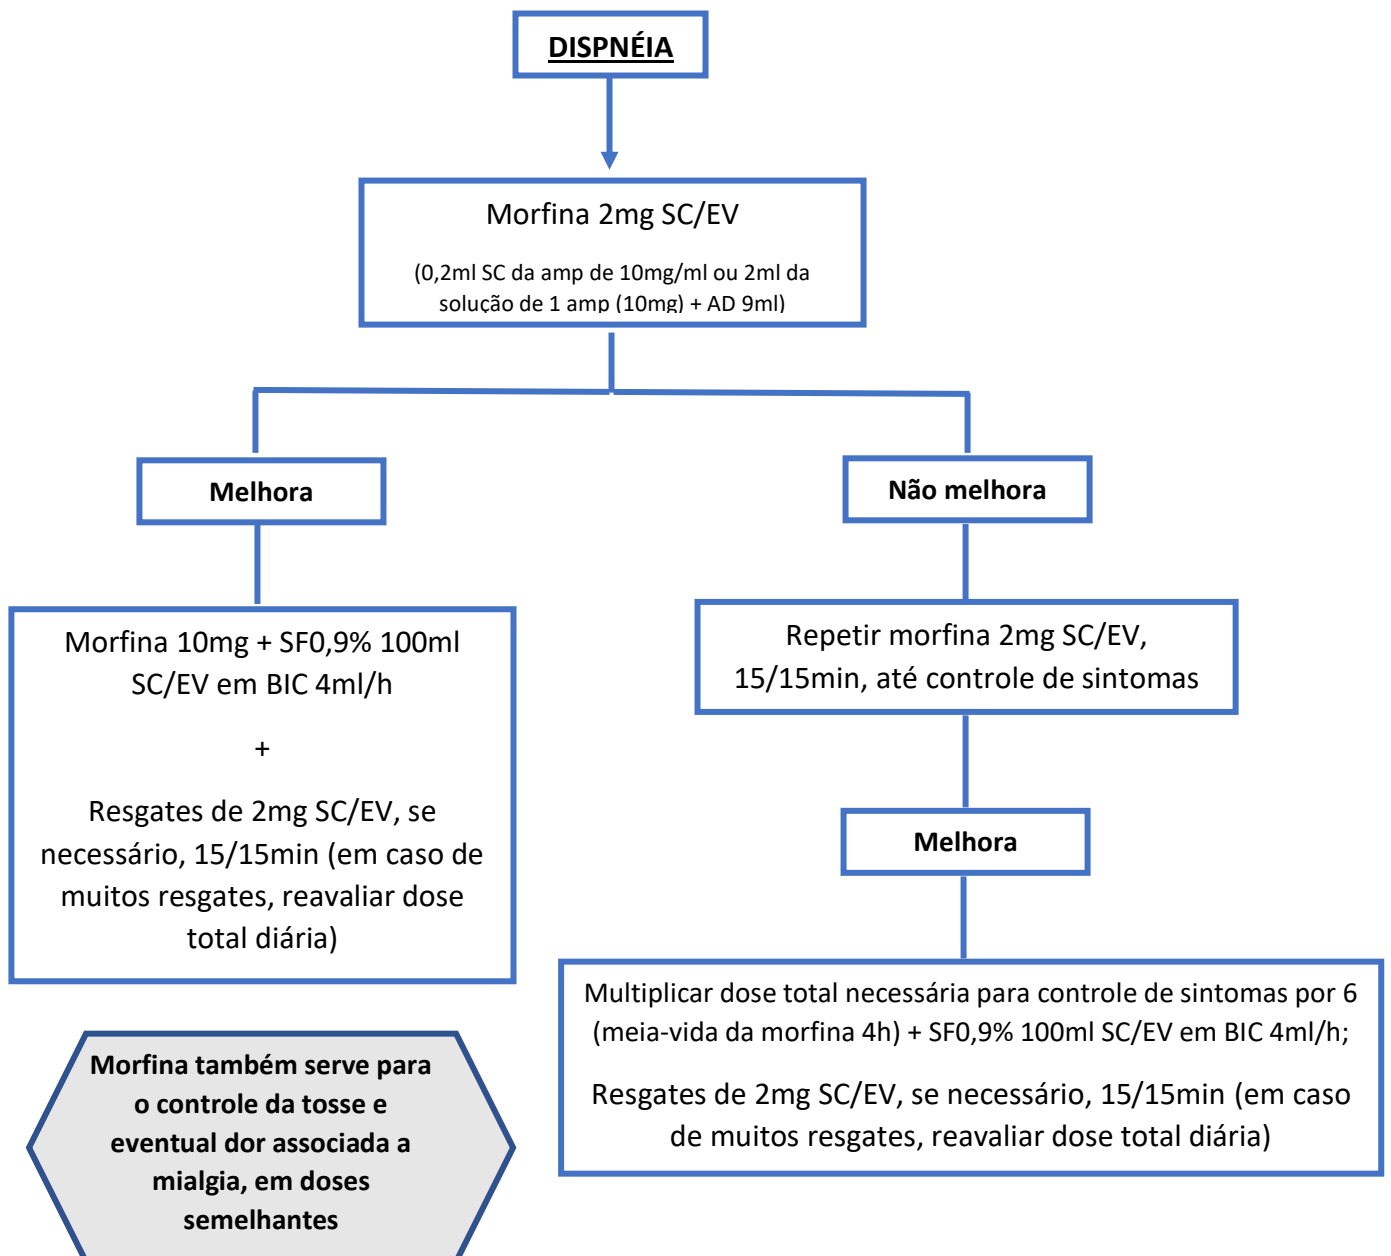 DISPNÉIA
Morfina 2mg SC/EV
(0,2ml SC da amp de 10mg/ml ou 2ml da
solução de 1 amp (10mg) + AD 9ml)
Melhora
Não melhora
Morfina 10mg + SF0,9% 100ml
SC/EV em BIC 4ml/h
+
Resgates de 2mg SC/EV, se
necessário, 15/15min (em caso de
muitos resgates, reavaliar dose
total diária)
Repetir morfina 2mg SC/EV,
15/15min, até controle de sintomas
Melhora
Multiplicar dose total necessária para controle de sintomas por 6
(meia-vida da morfina 4h) + SF0,9% 100ml SC/EV em BIC 4ml/h;
Resgates de 2mg SC/EV, se necessário, 15/15min (em caso
de muitos resgates, reavaliar dose total diária)
Morfina também serve para
o controle da tosse e
eventual dor associada a
mialgia, em doses
semelhantes